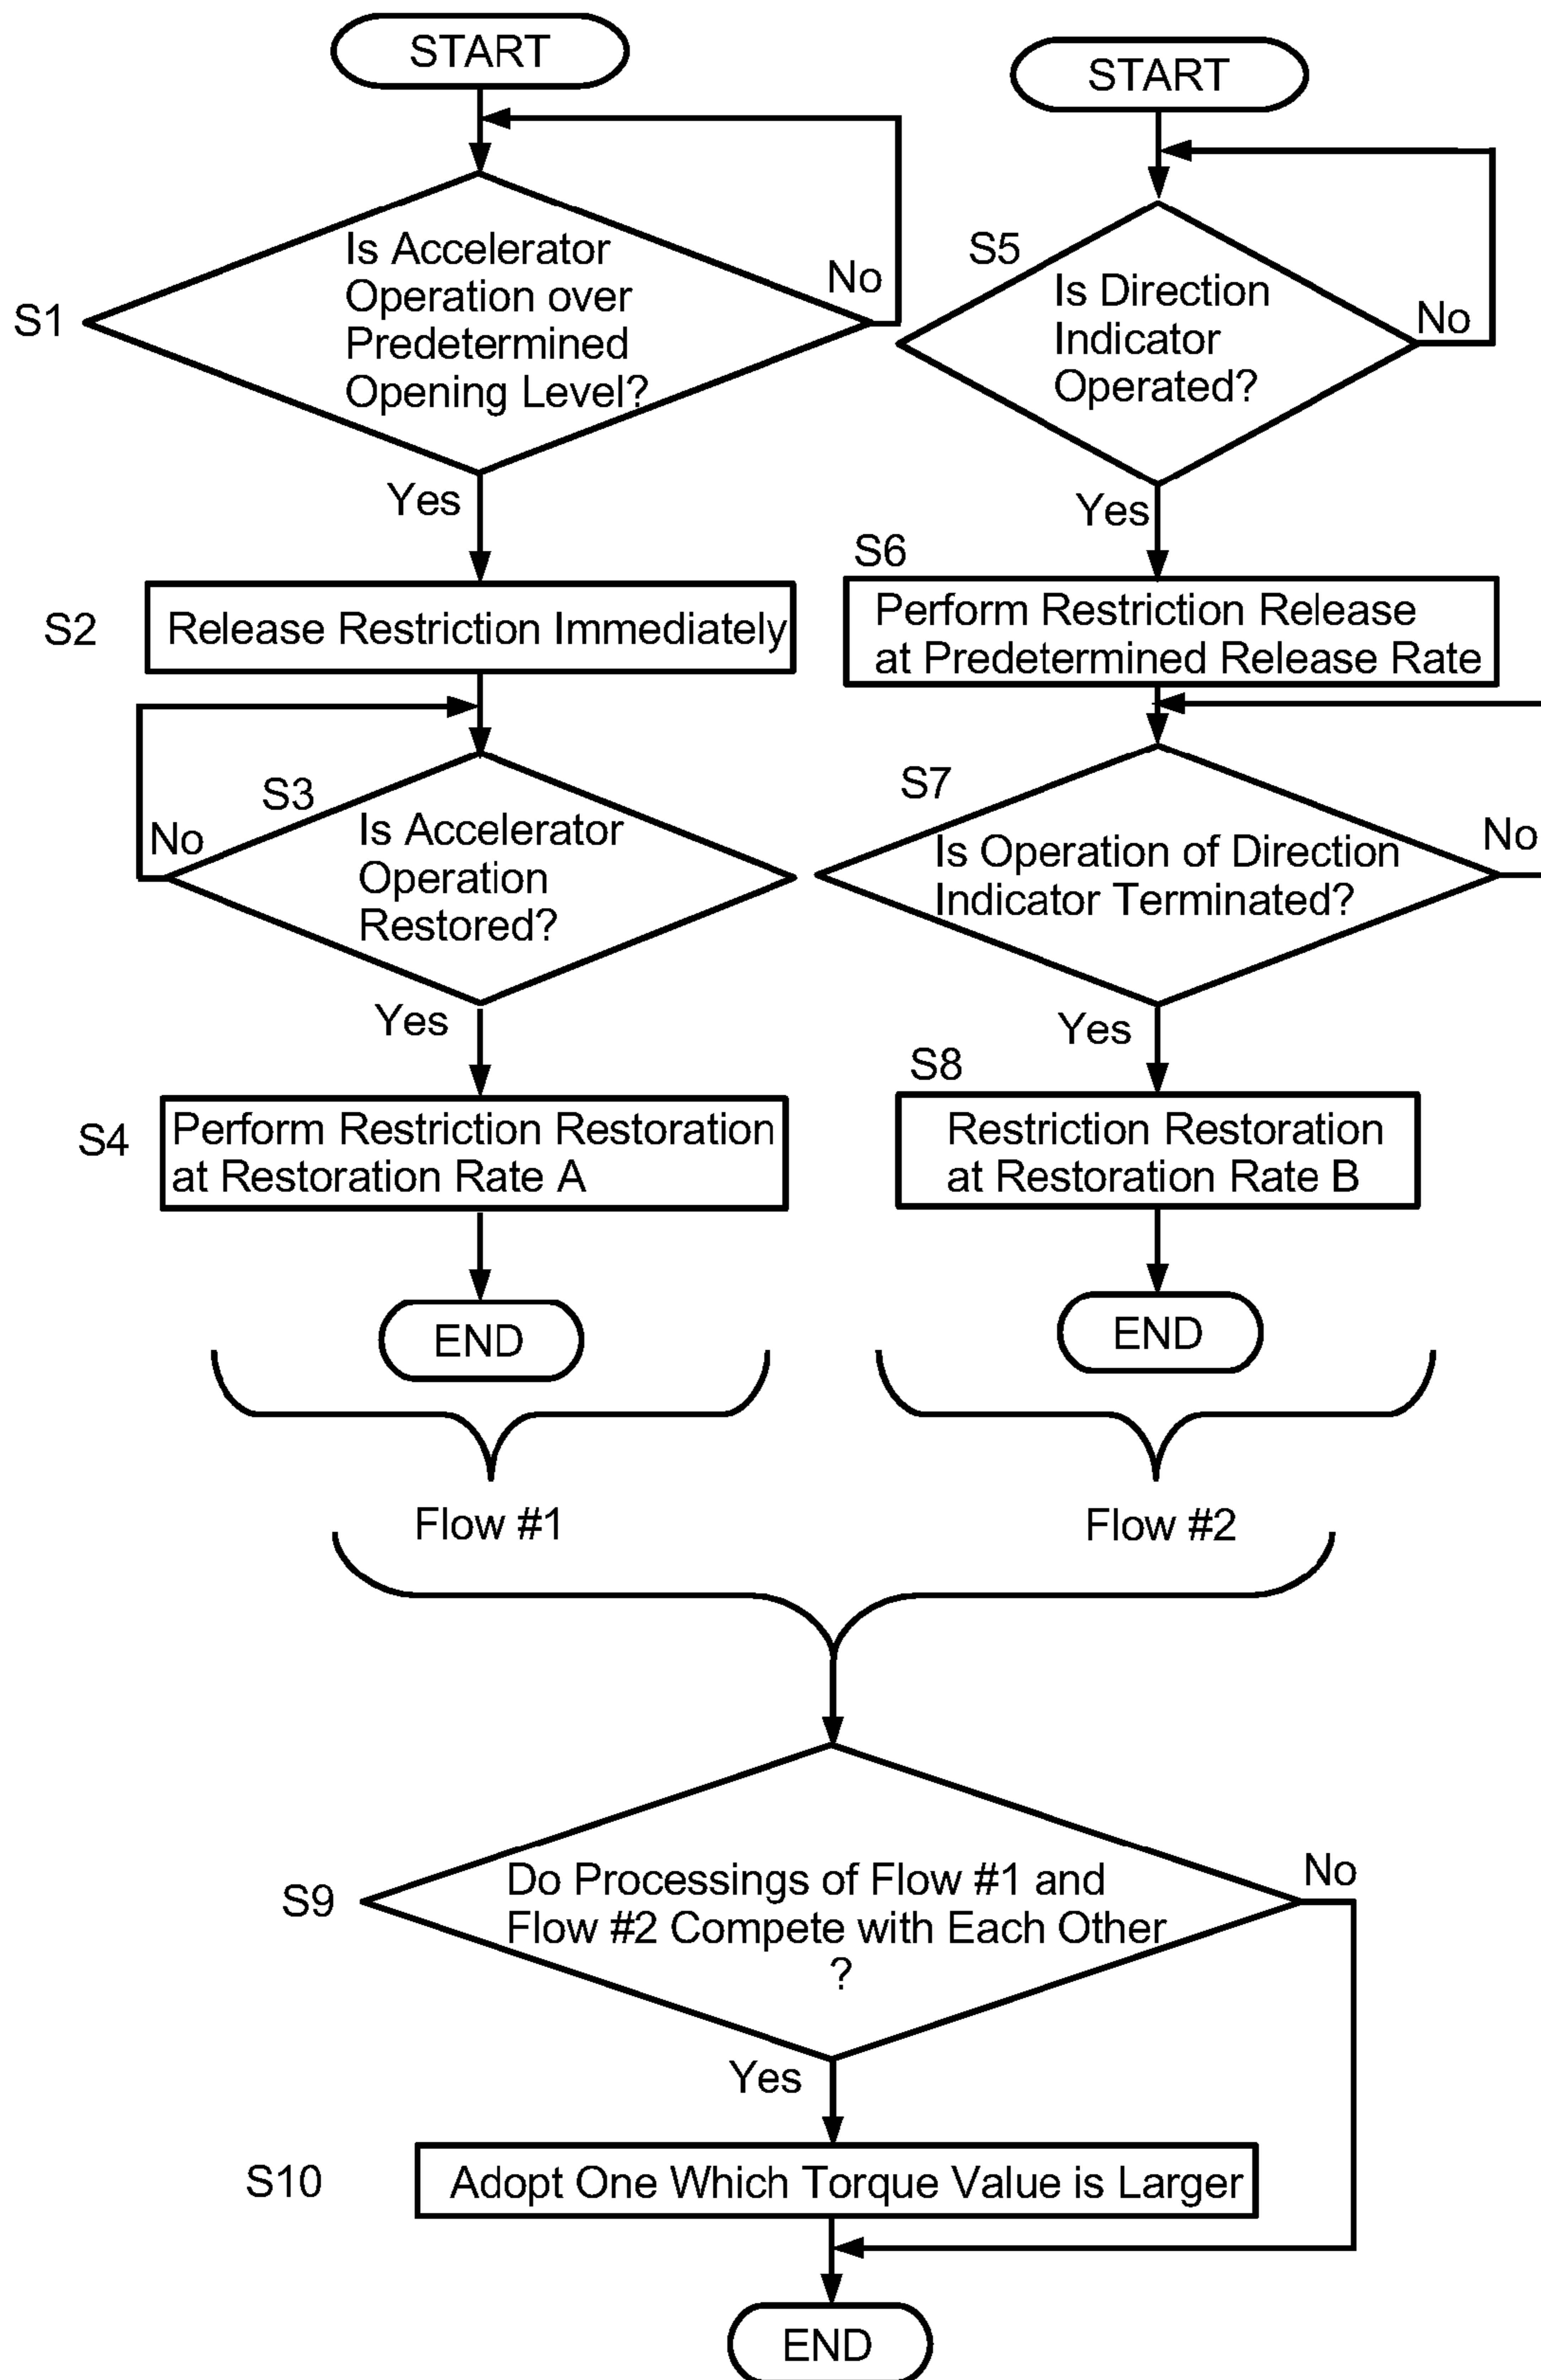 START
S1
Is Accelerator
Operation over
Predetermined
Opening Level?
No
Yes
S2
Release Restriction Immediately
S3
No
Is Accelerator
Operation
Restored?
Yes
S4
Perform Restriction Restoration
at Restoration Rate A
END
Flow #1
START
S5
Is Direction
Indicator
Operated?
No
Yes
S6
Perform Restriction Release
at Predetermined Release Rate
S7
Is Operation of Direction
Indicator Terminated?
No
Yes
S8
Restriction Restoration
at Restoration Rate B
END
Flow #2
S9
Do Processings of Flow #1 and
Flow #2 Compete with Each Other
?
No
Yes
S10
Adopt One Which Torque Value is Larger
END